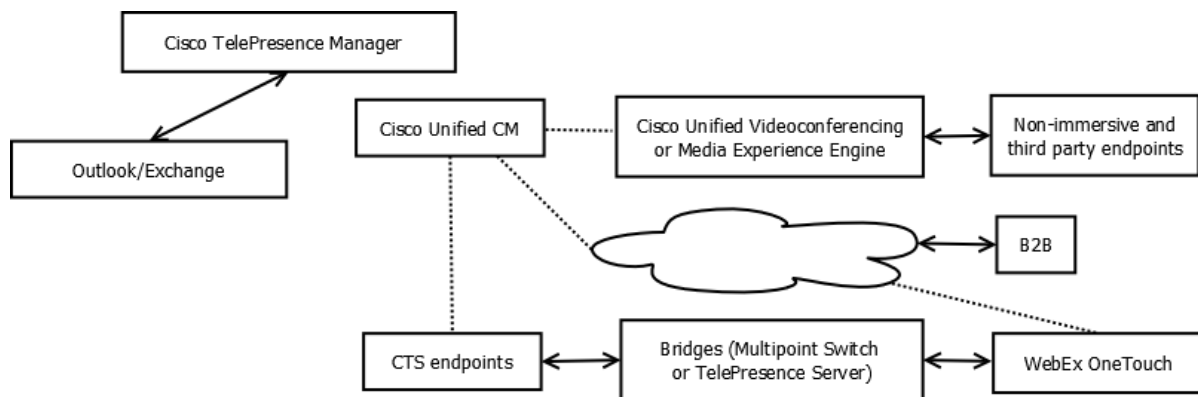 Cisco TelePresence Manager
Outlook/Exchange
Cisco Unified CM
Cisco Unified Videoconferencing
or Media Experience Engine
Non-immersive and
third party endpoints
B2B
CTS endpoints
Bridges (Multipoint Switch
or TelePresence Server)
WebEx OneTouch